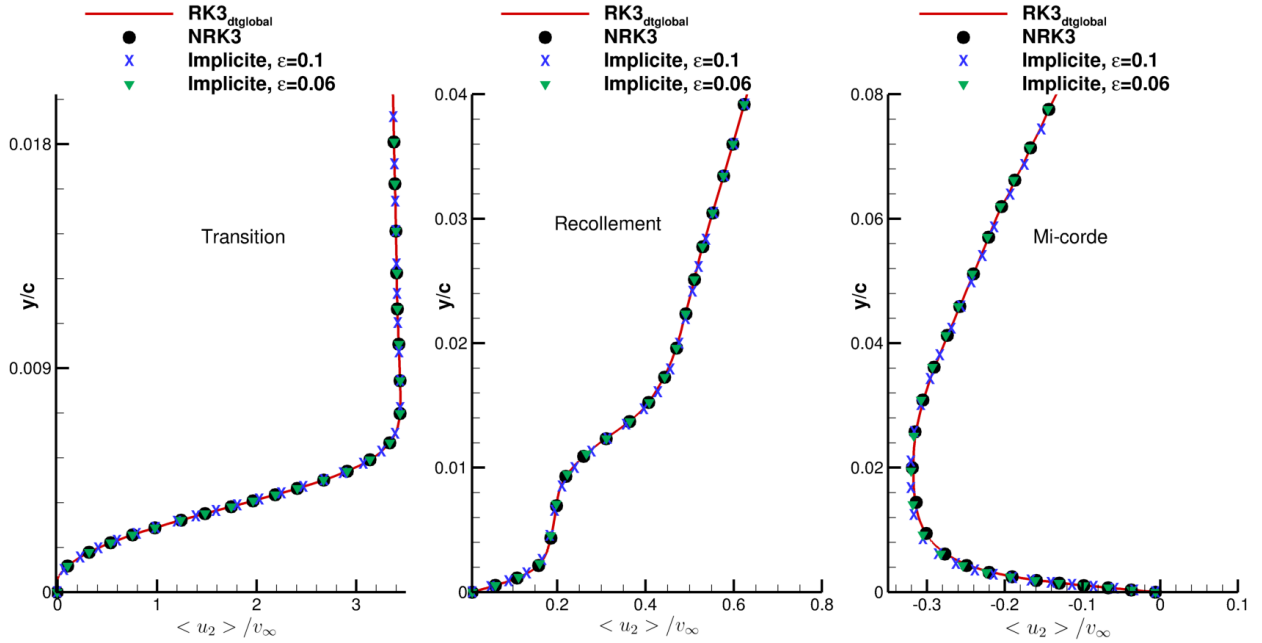 RK3dtglobal
NRK3
Implicite, ε=0.1
Implicite, ε=0.06
0.018
0.009
0
y/c
Transition
0 1 2 3
< u2 > /v∞
RK3dtglobal
NRK3
Implicite, ε=0.1
Implicite, ε=0.06
0.04
0.03
0.02
0.01
0
y/c
Recollement
0.2 0.4 0.6 0.8
< u2 > /v∞
RK3dtglobal
NRK3
Implicite, ε=0.1
Implicite, ε=0.06
0.08
0.06
0.04
0.02
0
y/c
Mi-corde
-0.3 -0.2 -0.1 0 0.1
< u2 > /v∞